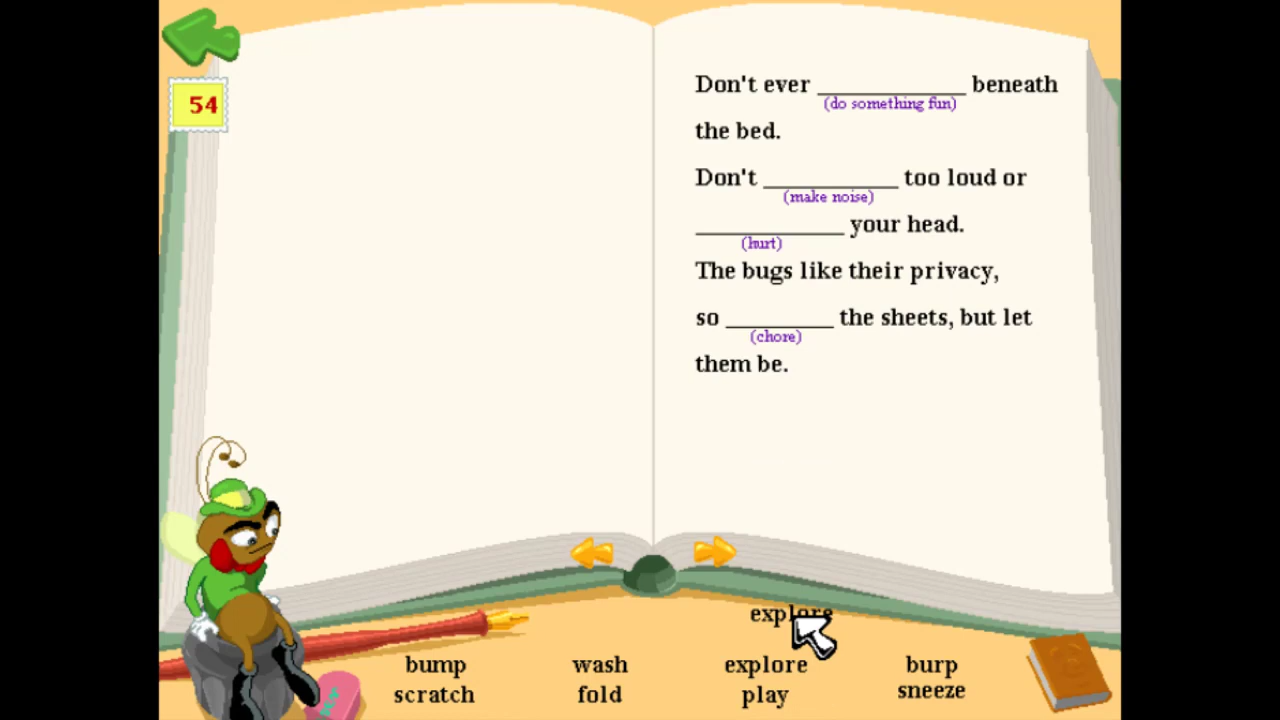 54
Don't ever ____________ beneath
(do something fun)
the bed.
Don't ___________ too loud or
(make noise)
____________ your head.
(hurt)
The bugs like their privacy,
so _________ the sheets, but let
(chore)
them be.
explore
bump wash explore burp
scratch fold play sneeze